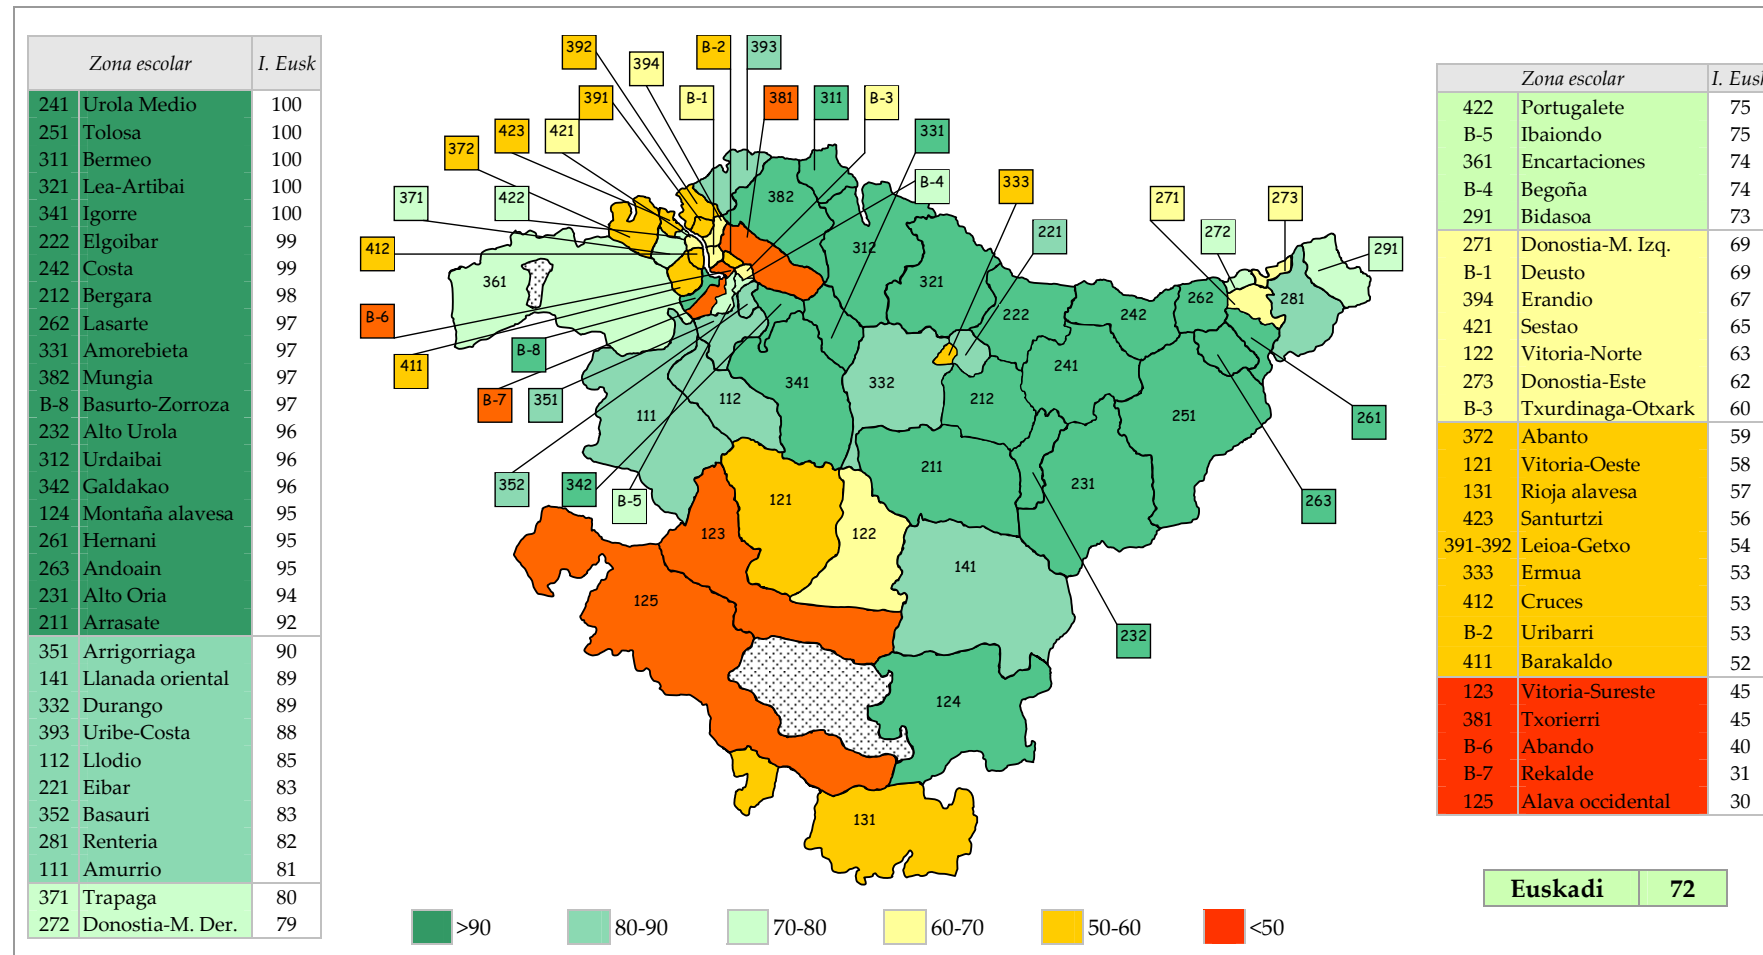 Zona escolar I. Eusk
241 Urola Medio 100
251 Tolosa 100
311 Bermeo 100
321 Lea-Artibai 100
341 Igorre 100
222 Elgoibar 99
242 Costa 99
212 Bergara 98
262 Lasarte 97
331 Amorebieta 97
382 Mungia 97
B-8 Basurto-Zorroza 97
232 Alto Urola 96
312 Urdaibai 96
342 Galdakao 96
124 Montaña alavesa 95
261 Hernani 95
263 Andoain 95
231 Alto Oria 94
211 Arrasate 92
351 Arrigorriaga 90
141 Llanada oriental 89
332 Durango 89
393 Uribe-Costa 88
112 Llodio 85
221 Eibar 83
352 Basauri 83
281 Renteria 82
111 Amurrio 81
371 Trapaga 80
272 Donostia-M. Der. 79
392
394
B-2
393
391
B-1
381
311
B-3
423
421
331
372
371
422
B-4
333
271
273
272
221
291
412
382
312
361
321
281
262
222
242
B-6
B-8
411
341
332
241
B-7
351
112
212
111
251
261
211
231
352
342
B-5
121
263
123
122
141
125
232
124
131
>90
80-90
70-80
60-70
50-60
<50
Zona escolar I. Eusk
422 Portugalete 75
B-5 Ibaiondo 75
361 Encartaciones 74
B-4 Begoña 74
291 Bidasoa 73
271 Donostia-M. Izq. 69
B-1 Deusto 69
394 Erandio 67
421 Sestao 65
122 Vitoria-Norte 63
273 Donostia-Este 62
B-3 Txurdinaga-Otxark 60
372 Abanto 59
121 Vitoria-Oeste 58
131 Rioja alavesa 57
423 Santurtzi 56
391-392 Leioa-Getxo 54
333 Ermua 53
412 Cruces 53
B-2 Uribarri 53
411 Barakaldo 52
123 Vitoria-Sureste 45
381 Txorierri 45
B-6 Abando 40
B-7 Rekalde 31
125 Alava occidental 30
Euskadi 72